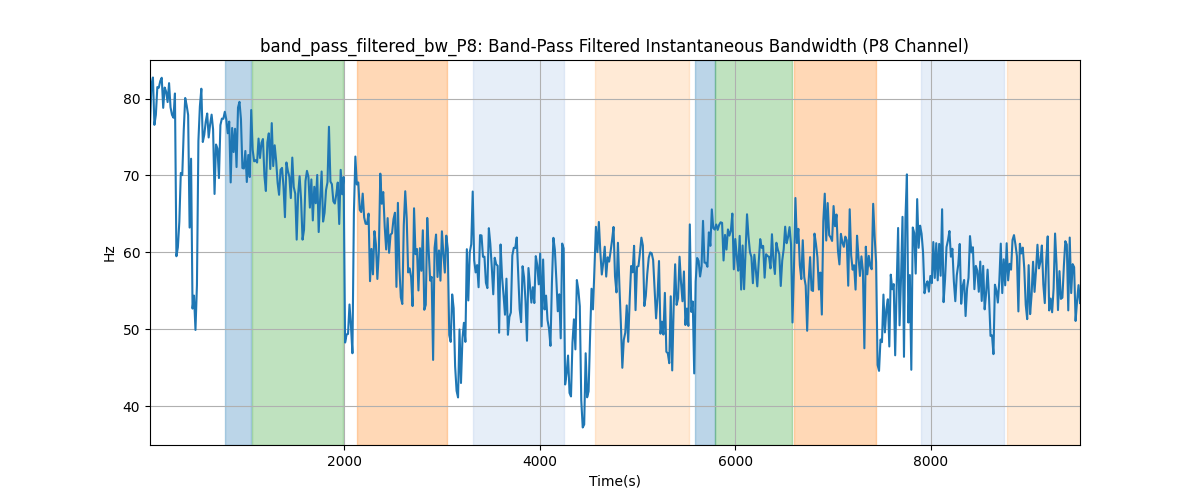 band_pass_filtered_bw_P8: Band-Pass Filtered Instantaneous Bandwidth (P8 Channel)
80
70
60
50
40
Hz
2000 4000 6000 8000
Time(s)